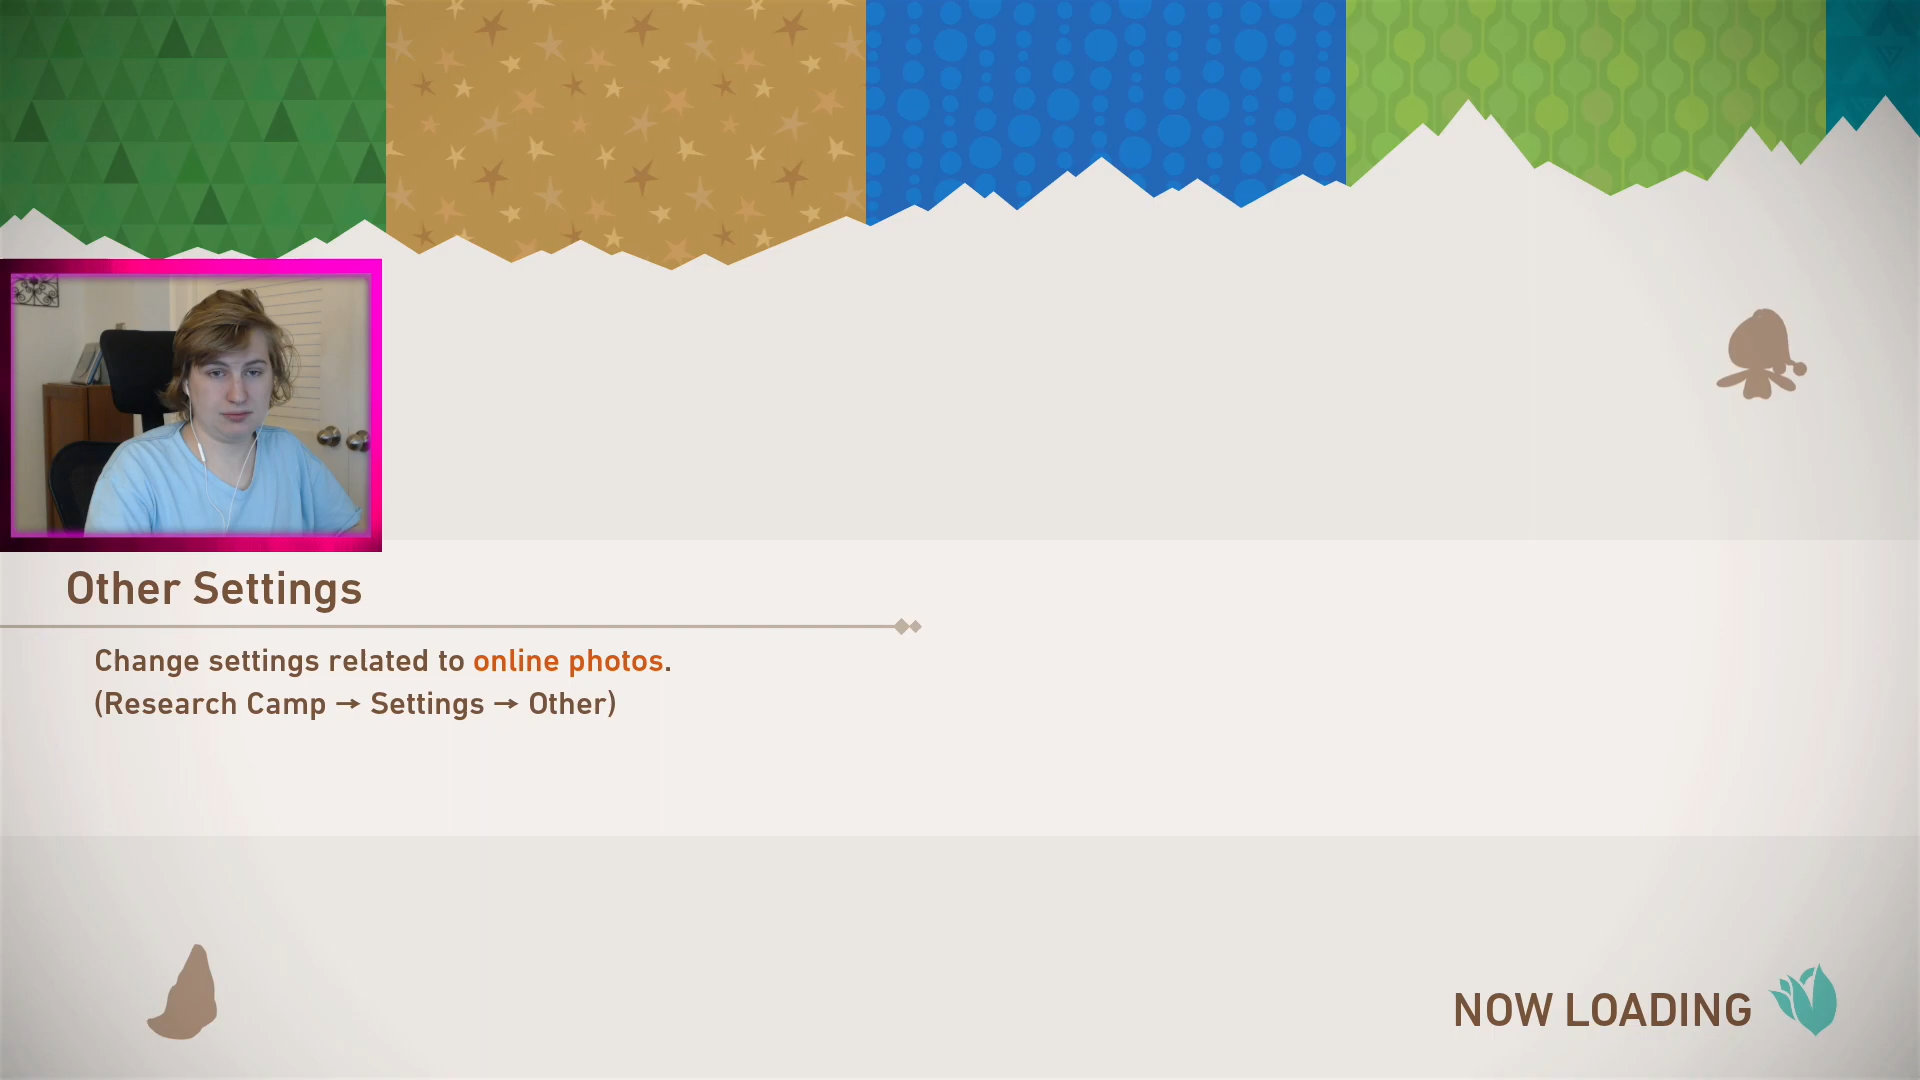 Other Settings
Change settings related to online photos.
(Research Camp → Settings → Other)
NOW LOADING